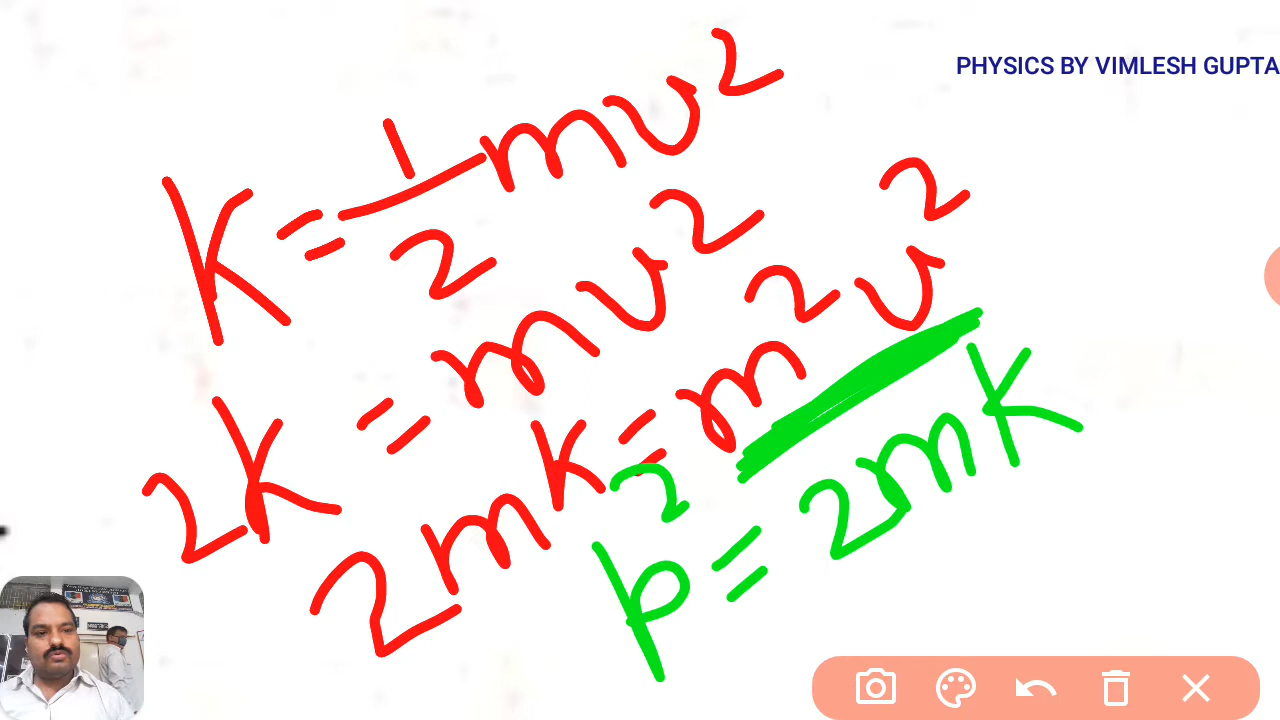 PHYSICS BY VIMLESH GUPTA
K = 1/2 mv²
2K = mv²
2mK = m²v²
p² = 2mK